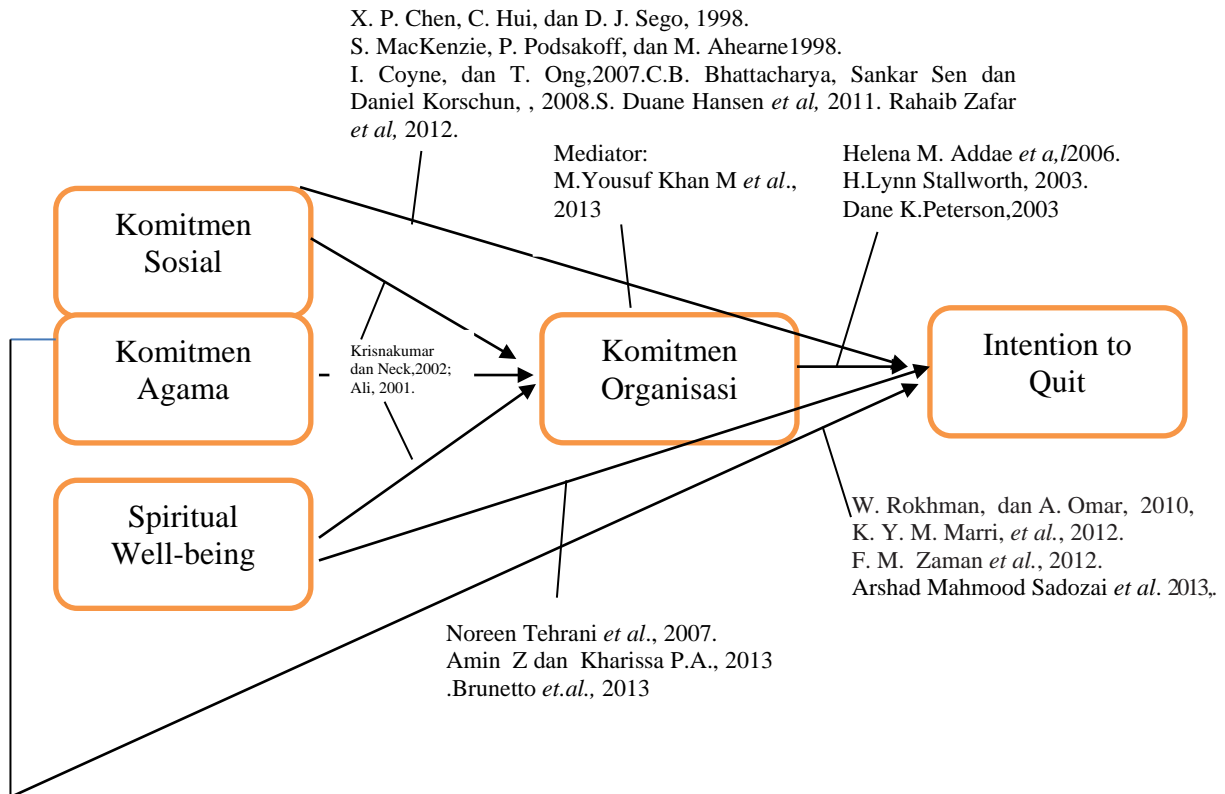 X. P. Chen, C. Hui, dan D. J. Sego, 1998.
S. MacKenzie, P. Podsakoff, dan M. Ahearne1998.
I. Coyne, dan T. Ong,2007.C.B. Bhattacharya, Sankar Sen dan
Daniel Korschun, , 2008.S. Duane Hansen et al, 2011. Rahaib Zafar
et al, 2012.
Mediator:
M.Yousuf Khan M et al.,
2013
Helena M. Addae et a,l2006.
H.Lynn Stallworth, 2003.
Dane K.Peterson,2003
Komitmen
Sosial
Komitmen
Agama
Krisnakumar
dan Neck,2002;
Ali, 2001.
Komitmen
Organisasi
Intention to
Quit
Spiritual
Well-being
W. Rokhman, dan A. Omar, 2010,
K. Y. M. Marri, et al., 2012.
F. M. Zaman et al., 2012.
Arshad Mahmood Sadozai et al. 2013,.
Noreen Tehrani et al., 2007.
Amin Z dan Kharissa P.A., 2013
.Brunetto et.al., 2013